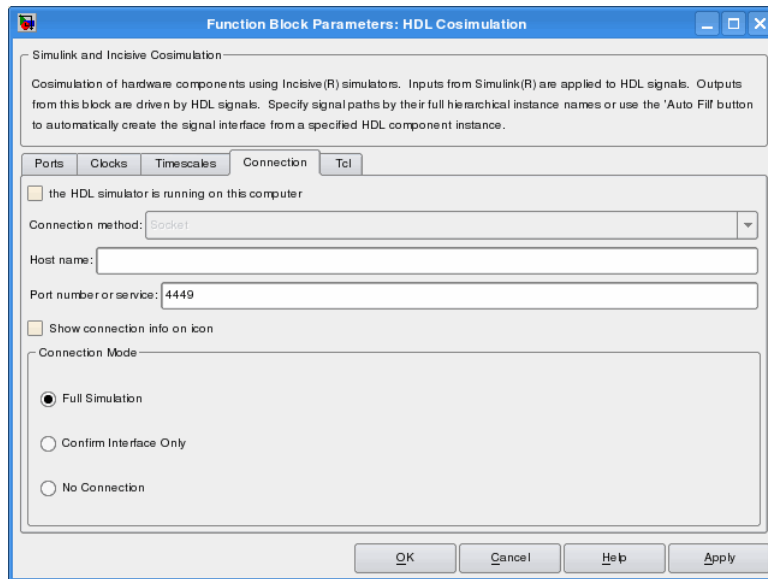 Function Block Parameters: HDL Cosimulation
Simulink and Incisive Cosimulation
Cosimulation of hardware components using Incisive(R) simulators. Inputs from Simulink(R) are applied to HDL signals. Outputs
from this block are driven by HDL signals. Specify signal paths by their full hierarchical instance names or use the 'Auto Fill' button
to automatically create the signal interface from a specified HDL component instance.
Ports Clocks Timescales Connection Tcl
the HDL simulator is running on this computer
Connection method: Socket
Host name:
Port number or service: 4449
Show connection info on icon
Connection Mode
Full Simulation
Confirm Interface Only
No Connection
OK Cancel Help Apply